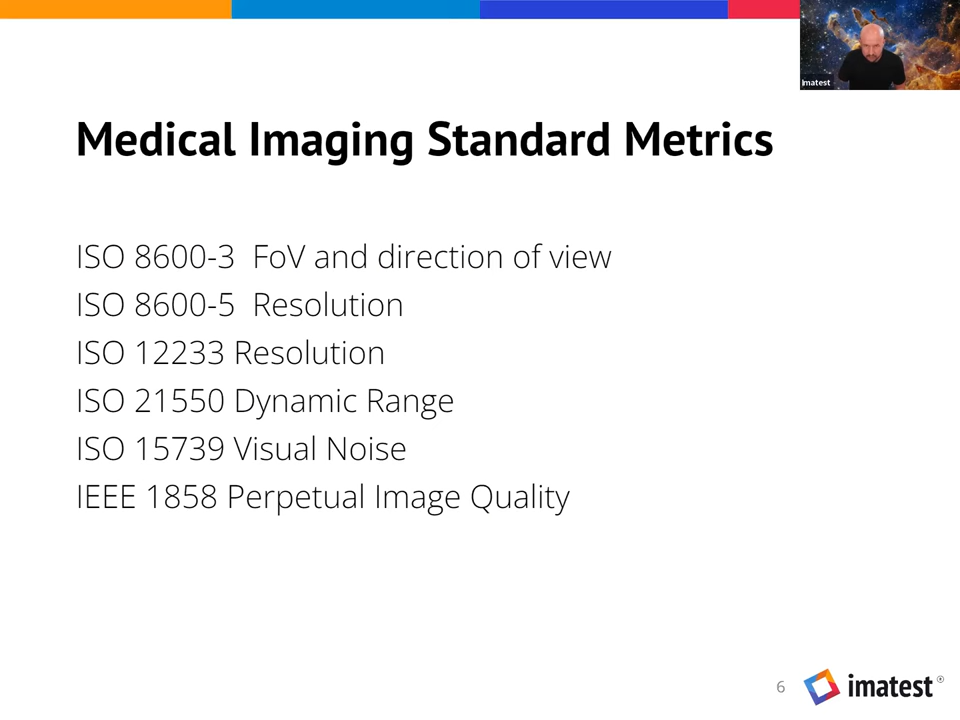 Imatest
Medical Imaging Standard Metrics
ISO 8600-3  FoV and direction of view
ISO 8600-5  Resolution
ISO 12233 Resolution
ISO 21550 Dynamic Range
ISO 15739 Visual Noise
IEEE 1858 Perpetual Image Quality
6
imatest®